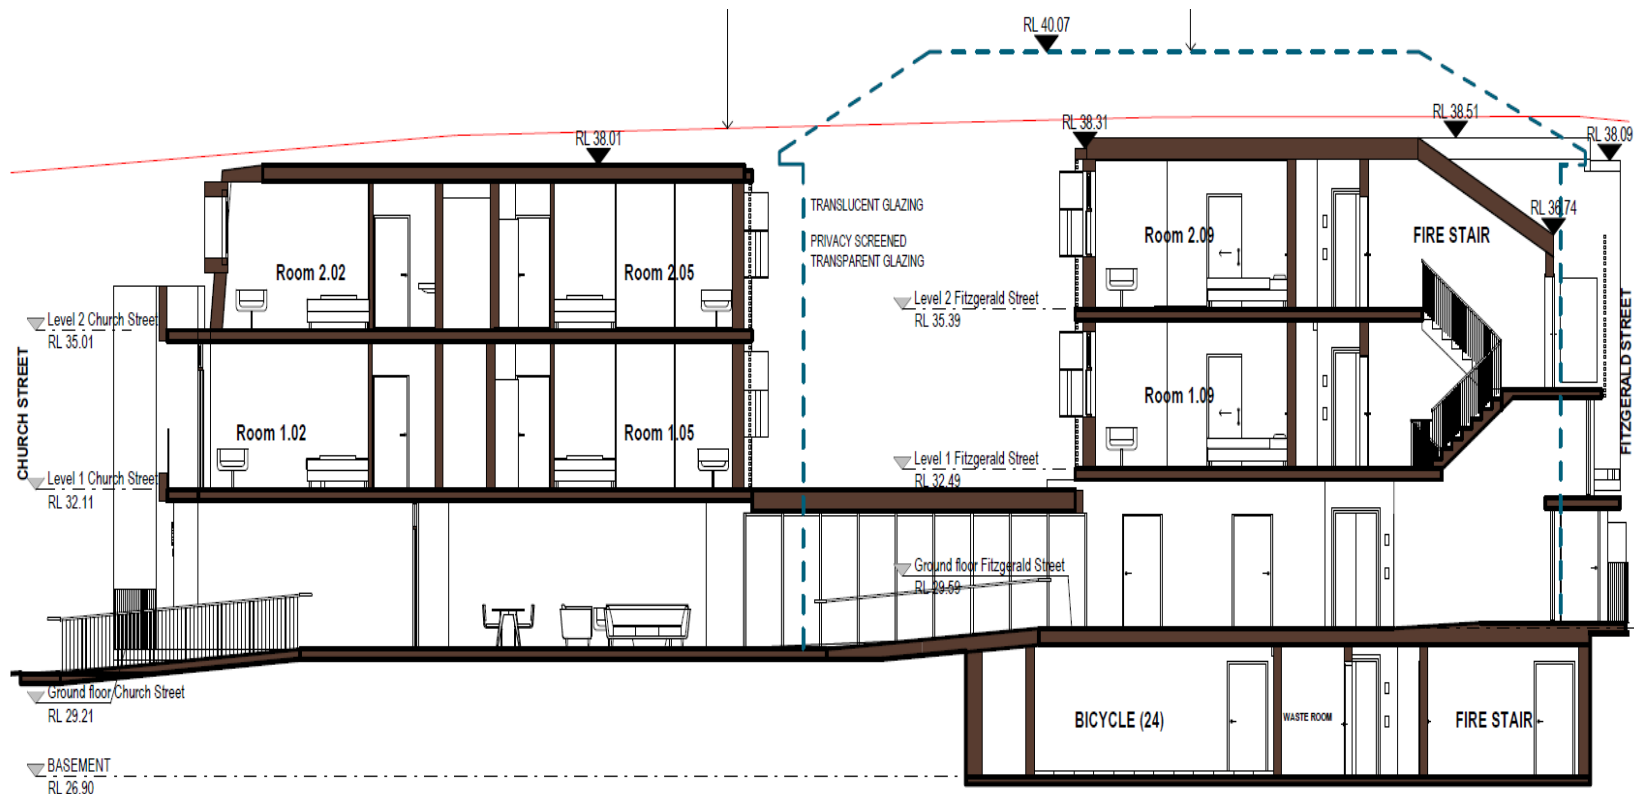 RL 40.07
RL 38.31
RL 38.51
RL 38.09
RL 38.01
TRANSLUCENT GLAZING
PRIVACY SCREENED
TRANSPARENT GLAZING
RL 36.74
Room 2.02
Room 2.05
Room 2.09
FIRE STAIR
Level 2 Church Street
RL 35.01
Level 2 Fitzgerald Street
RL 35.39
CHURCH STREET
FITZGERALD STREET
Room 1.02
Room 1.05
Room 1.09
Level 1 Church Street
RL 32.11
Level 1 Fitzgerald Street
RL 32.49
Ground floor Fitzgerald Street
RL 29.59
Ground floor Church Street
RL 29.21
BICYCLE (24)
WASTE ROOM
FIRE STAIR
BASEMENT
RL 26.90